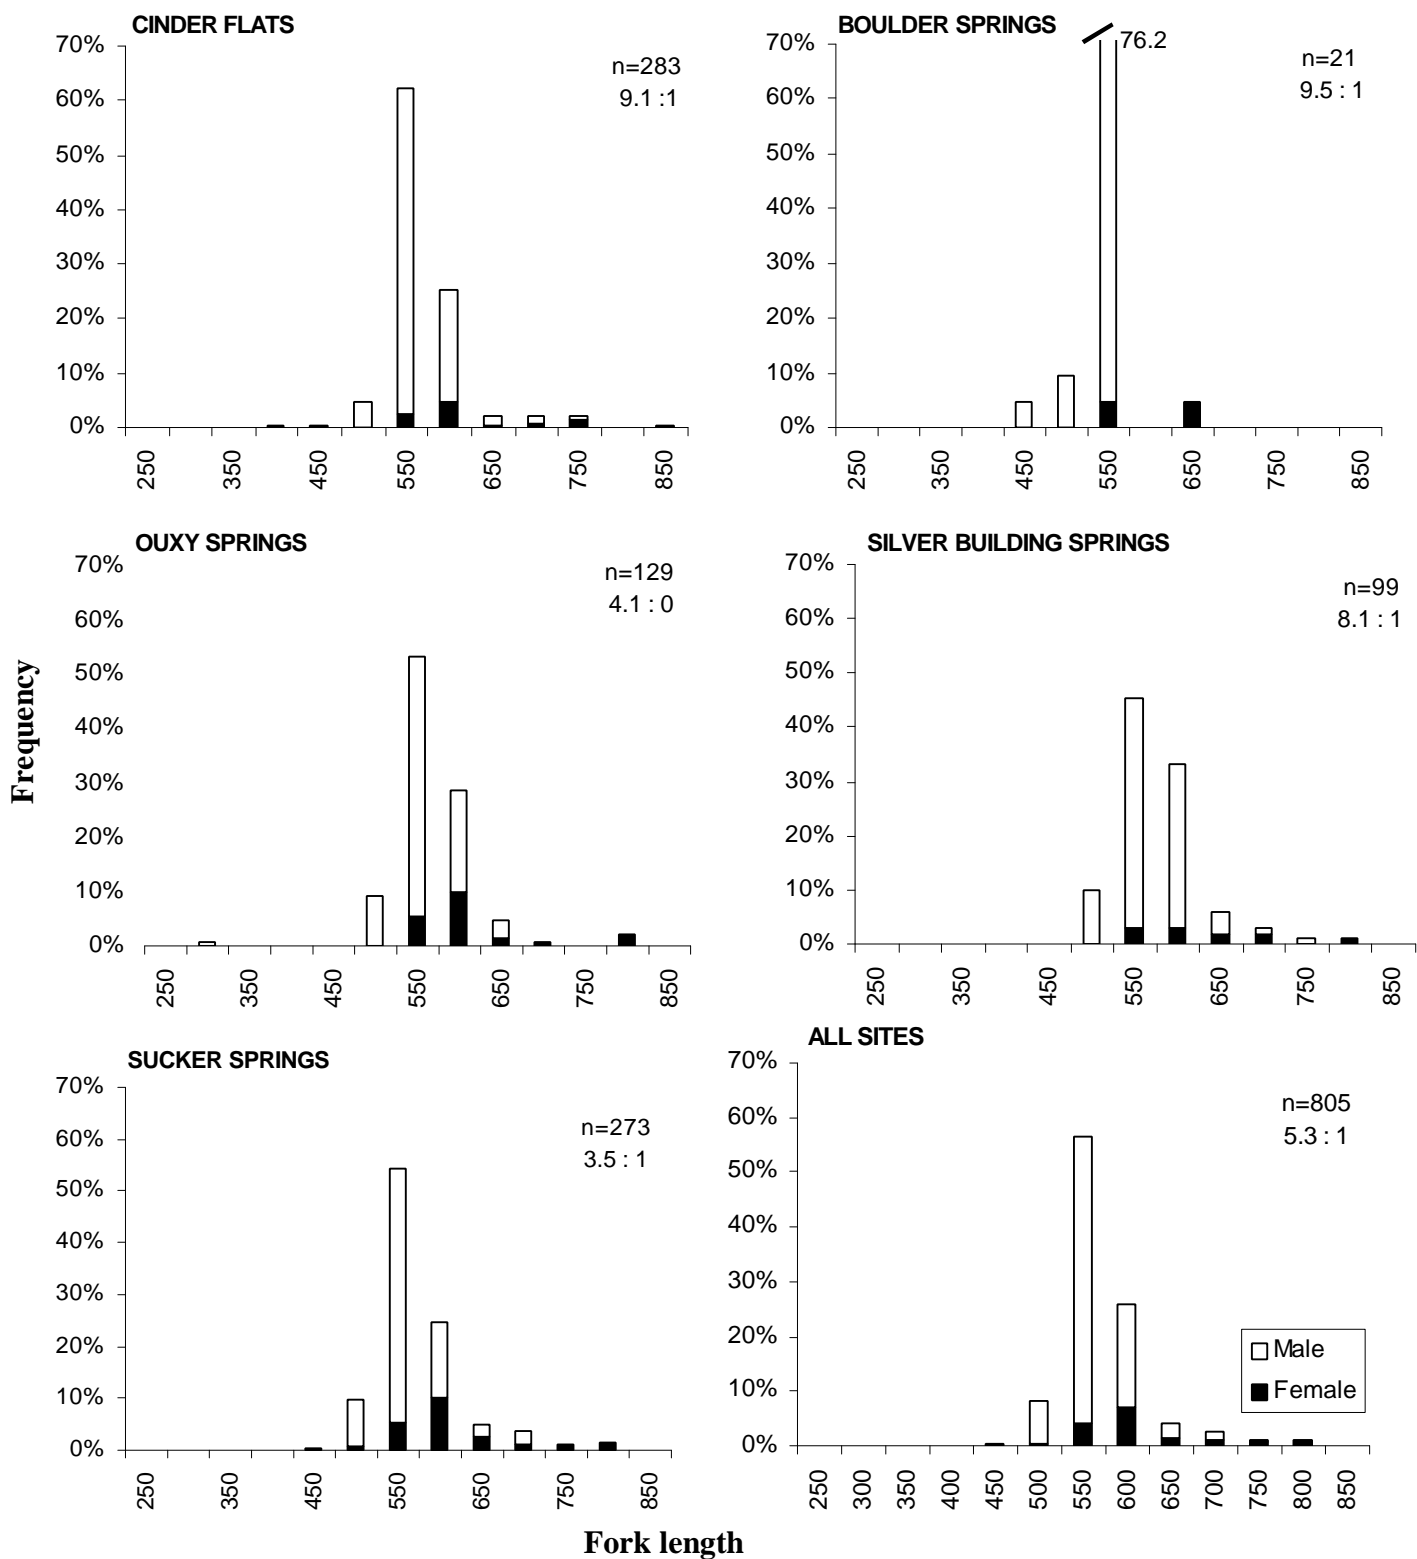 CINDER FLATS
n=283
9.1 :1
70%
60%
50%
40%
30%
20%
10%
0%
250 350 450 550 650 750 850
BOULDER SPRINGS
76.2
n=21
9.5 : 1
70%
60%
50%
40%
30%
20%
10%
0%
250 350 450 550 650 750 850
Frequency
OUXY SPRINGS
n=129
4.1 : 0
70%
60%
50%
40%
30%
20%
10%
0%
250 350 450 550 650 750 850
SILVER BUILDING SPRINGS
n=99
8.1 : 1
70%
60%
50%
40%
30%
20%
10%
0%
250 350 450 550 650 750 850
SUCKER SPRINGS
n=273
3.5 : 1
70%
60%
50%
40%
30%
20%
10%
0%
250 350 450 550 650 750 850
ALL SITES
n=805
5.3 : 1
70%
60%
50%
40%
30%
20%
10%
0%
Male
Female
250 300 350 400 450 500 550 600 650 700 750 800 850
Fork length